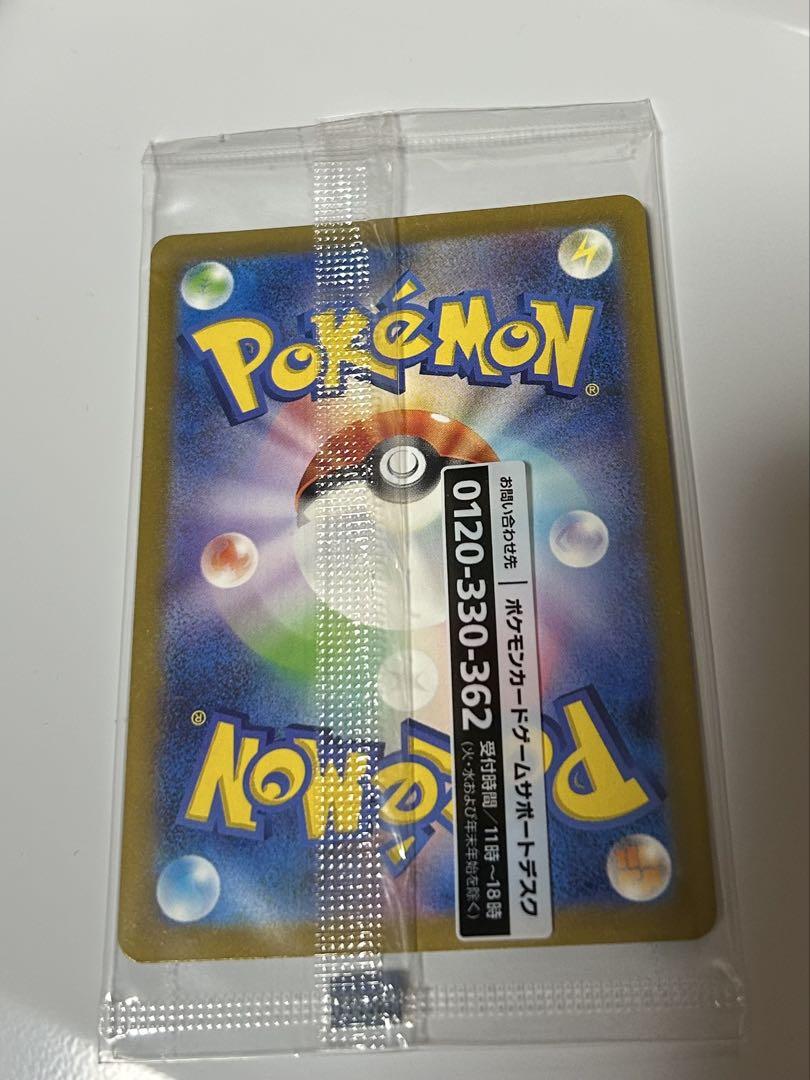 POKéMON®
お問い合わせ先 | ポケモンカードゲームサポートデスク
0120-330-362 受付時間/11時～18時
(火・水および年末年始を除く)
POKéMON®